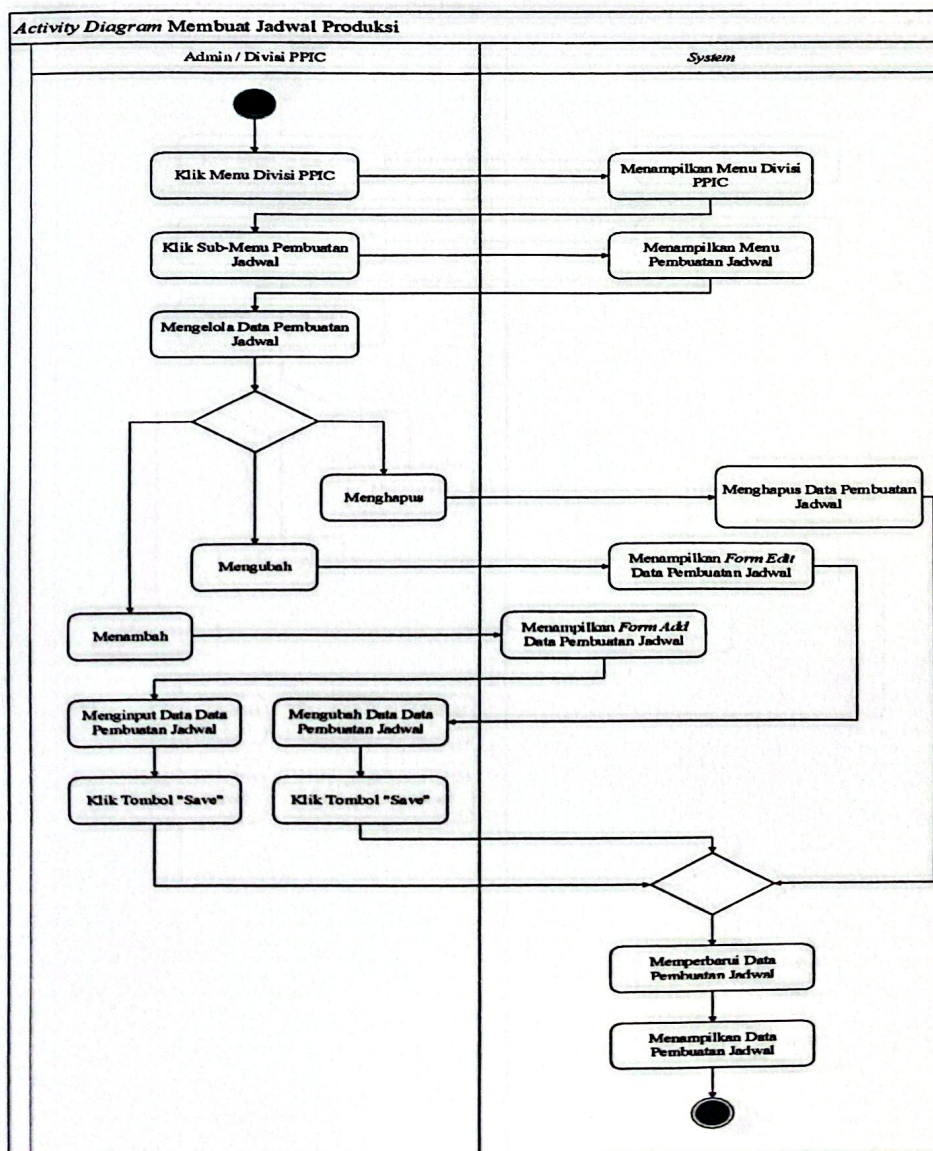 Activity Diagram Membuat Jadwal Produksi
Admin / Divisi PPIC
System
Klik Menu Divisi PPIC
Menampilkan Menu Divisi
PPIC
Klik Sub-Menu Pembuatan
Jadwal
Menampilkan Menu
Pembuatan Jadwal
Mengelola Data Pembuatan
Jadwal
Menghapus
Menghapus Data Pembuatan
Jadwal
Mengubah
Menampilkan Form Edit
Data Pembuatan Jadwal
Menambah
Menampilkan Form Add
Data Pembuatan Jadwal
Menginput Data Data
Pembuatan Jadwal
Mengubah Data Data
Pembuatan Jadwal
Klik Tombol "Save"
Klik Tombol "Save"
Memperbarui Data
Pembuatan Jadwal
Menampilkan Data
Pembuatan Jadwal